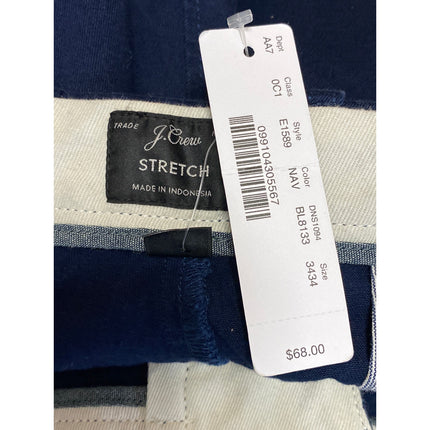 TRADE
J.Crew
STRETCH
MADE IN INDONESIA
Dept
AA7
Class
0C1
Style
E1589
Color
NAV
DNS1094
BL8133
Size
3434
099104305567
$68.00